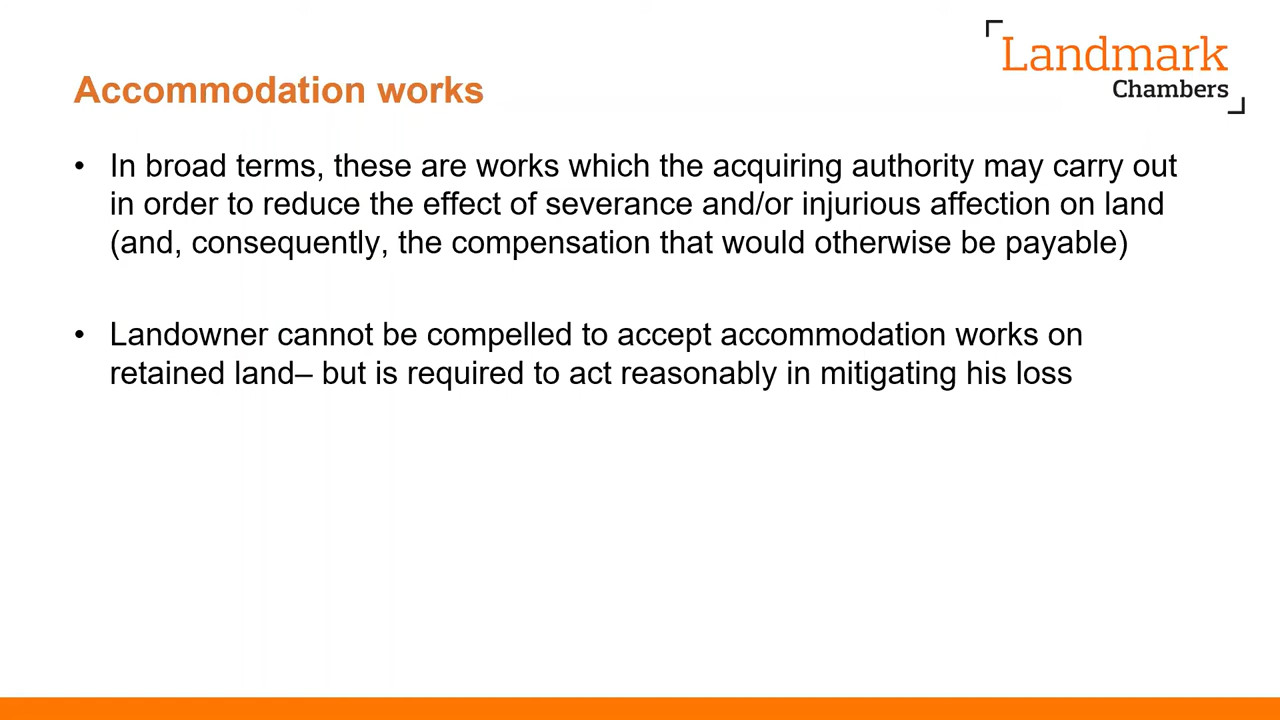 Landmark
Chambers
Accommodation works
• In broad terms, these are works which the acquiring authority may carry out
in order to reduce the effect of severance and/or injurious affection on land
(and, consequently, the compensation that would otherwise be payable)
• Landowner cannot be compelled to accept accommodation works on
retained land– but is required to act reasonably in mitigating his loss